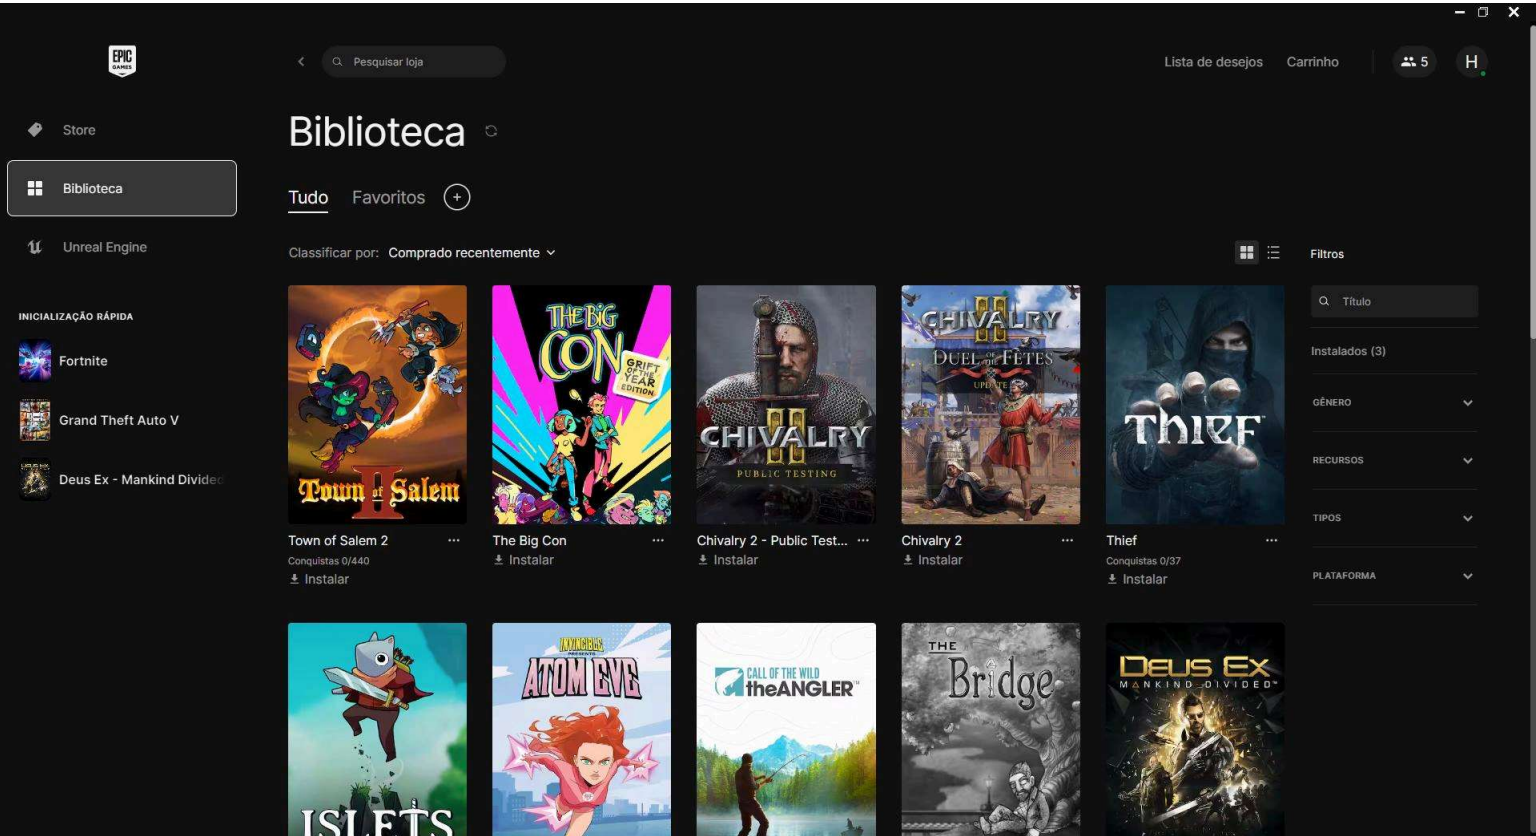 EPIC
GAMES
Pesquisar loja
Lista de desejos
Carrinho
5
H
Store
Biblioteca
Unreal Engine
INICIALIZAÇÃO RÁPIDA
Fortnite
Grand Theft Auto V
Deus Ex - Mankind Divided
Biblioteca
Tudo
Favoritos
Classificar por: Comprado recentemente
Filtros
Título
Instalados (3)
GÊNERO
RECURSOS
TIPOS
PLATAFORMA
Town of Salem
II
THE BIG
CON
GRIFT
OF THE
YEAR
EDITION
CHIVALRY
II
PUBLIC TESTING
CHIVALRY
II
DUEL OF THE FÊTES
UPDATE
THIEF
Town of Salem 2
Conquistas 0/440
Instalar
The Big Con
Instalar
Chivalry 2 - Public Test...
Instalar
Chivalry 2
Instalar
Thief
Conquistas 0/37
Instalar
ISLETS
INVINCIBLE
PRESENTS
ATOM EVE
CALL OF THE WILD
theANGLER™
THE
Bridge
DEUS EX
MANKIND DIVIDED™